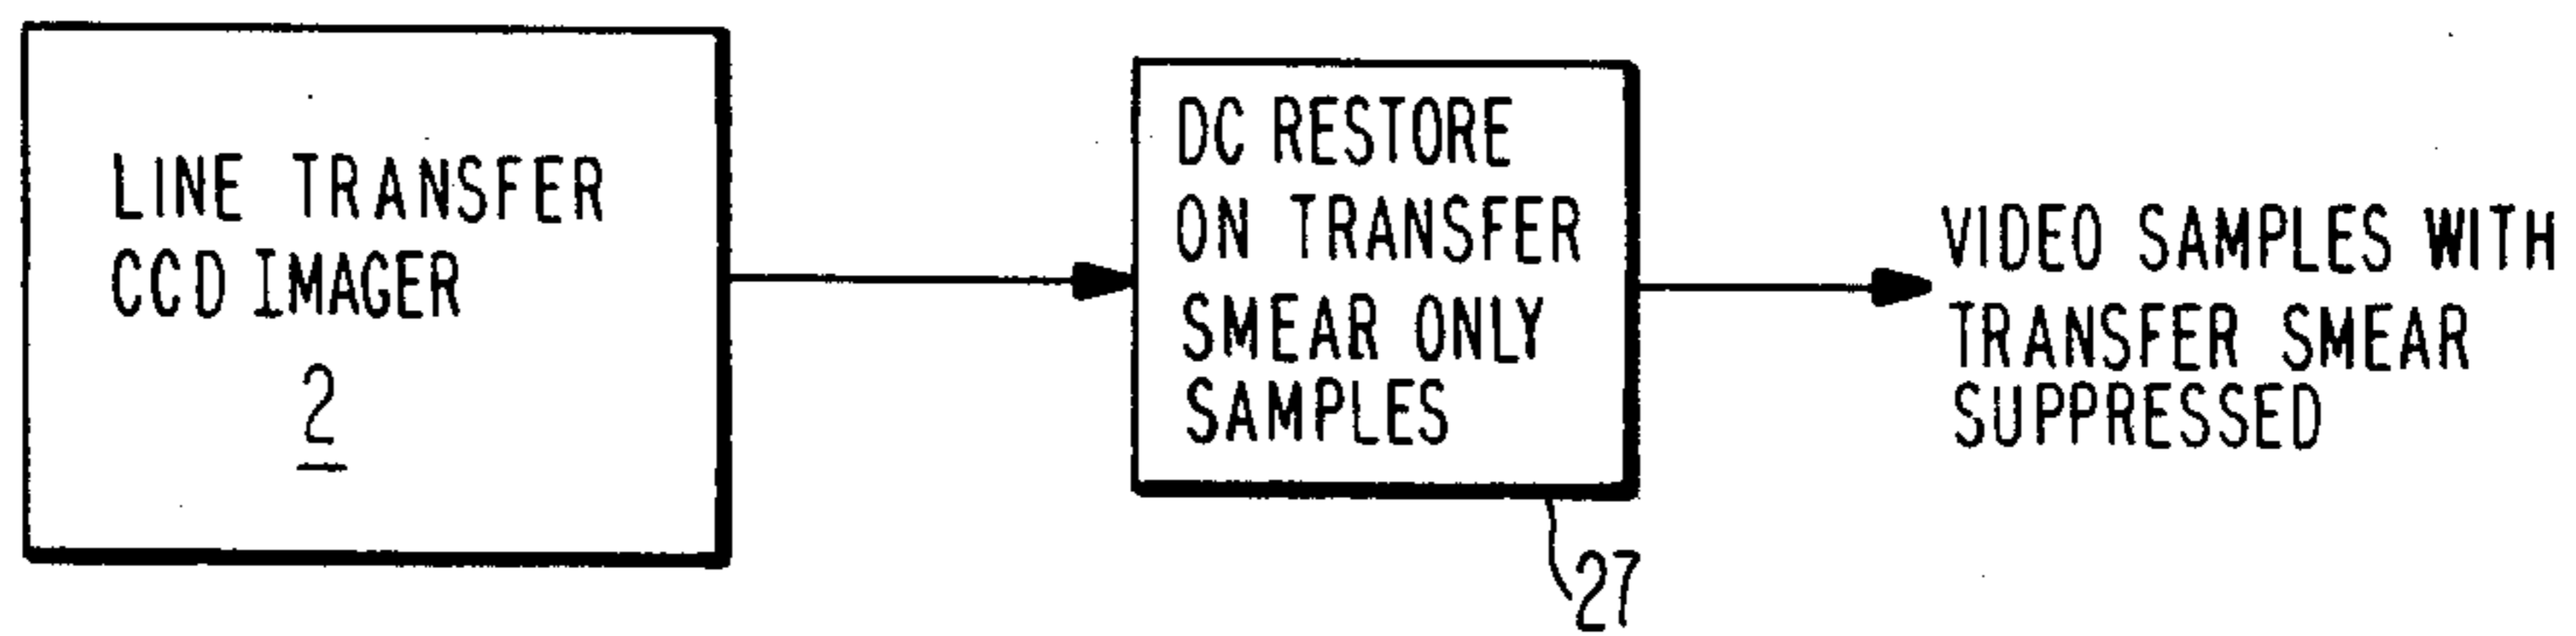 LINE TRANSFER
CCD IMAGER
2
DC RESTORE
ON TRANSFER
SMEAR ONLY
SAMPLES
27
VIDEO SAMPLES WITH
TRANSFER SMEAR
SUPPRESSED